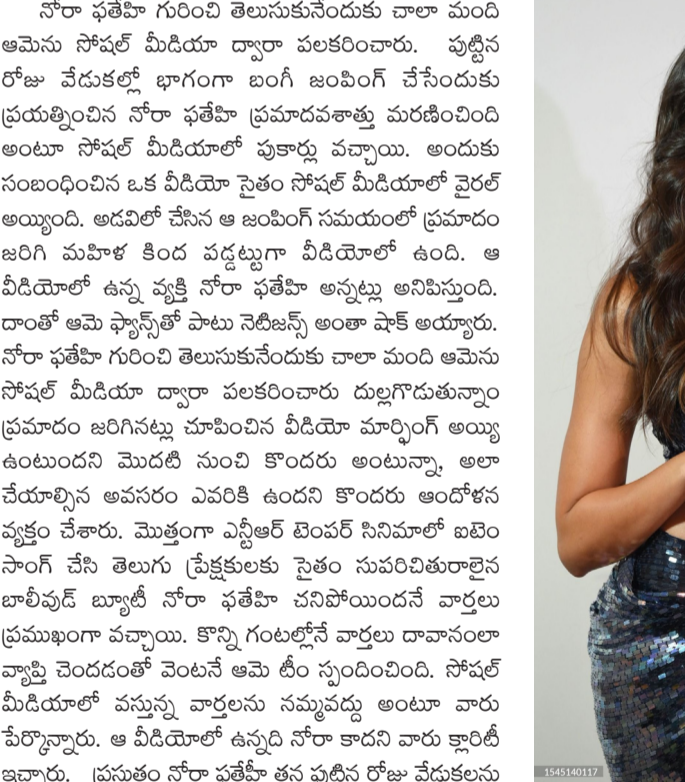 నోరా ఫతేహి గురించి తెలుసుకునేందుకు చాలా మంది
ఆమెను సోషల్ మీడియా ద్వారా పలకరించారు. పుట్టిన
రోజు వేడుకల్లో భాగంగా బంగీ జంపింగ్ చేసేందుకు
ప్రయత్నించిన నోరా ఫతేహి ప్రమాదవశాత్తు మరణించింది
అంటూ సోషల్ మీడియాలో పుకార్లు వచ్చాయి. అందుకు
సంబంధించిన ఒక వీడియో సైతం సోషల్ మీడియాలో వైరల్
అయ్యింది. అడవిలో చేసిన ఆ జంపింగ్ సమయంలో ప్రమాదం
జరిగి మహిళ కింద పడ్డట్టుగా వీడియోలో ఉంది. ఆ
వీడియోలో ఉన్న వ్యక్తి నోరా ఫతేహి అన్నట్లు అనిపిస్తుంది.
దాంతో ఆమె ఫ్యాన్స్‌తో పాటు నెటిజన్స్ అంతా షాక్ అయ్యారు.
నోరా ఫతేహి గురించి తెలుసుకునేందుకు చాలా మంది ఆమెను
సోషల్ మీడియా ద్వారా పలకరించారు దుల్లగొడుతున్నాం
ప్రమాదం జరిగినట్లు చూపించిన వీడియో మార్ఫింగ్ అయ్యి
ఉంటుందని మొదటి నుంచి కొందరు అంటున్నా, అలా
చేయాల్సిన అవసరం ఎవరికి ఉందని కొందరు ఆందోళన
వ్యక్తం చేశారు. మొత్తంగా ఎన్టీఆర్ టెంపర్ సినిమాలో ఐటెం
సాంగ్ చేసి తెలుగు ప్రేక్షకులకు సైతం సుపరిచితురాలైన
బాలీవుడ్ బ్యూటీ నోరా ఫతేహి చనిపోయిందనే వార్తలు
ప్రముఖంగా వచ్చాయి. కొన్ని గంటల్లోనే వార్తలు దావానంలా
వ్యాప్తి చెందడంతో వెంటనే ఆమె టీం స్పందించింది. సోషల్
మీడియాలో వస్తున్న వార్తలను నమ్మవద్దు అంటూ వారు
పేర్కొన్నారు. ఆ వీడియోలో ఉన్నది నోరా కాదని వారు క్లారిటీ
ఇచ్చారు. ప్రస్తుతం నోరా ఫతేహీ తన పుట్టిన రోజు వేడుకలను
1545140117